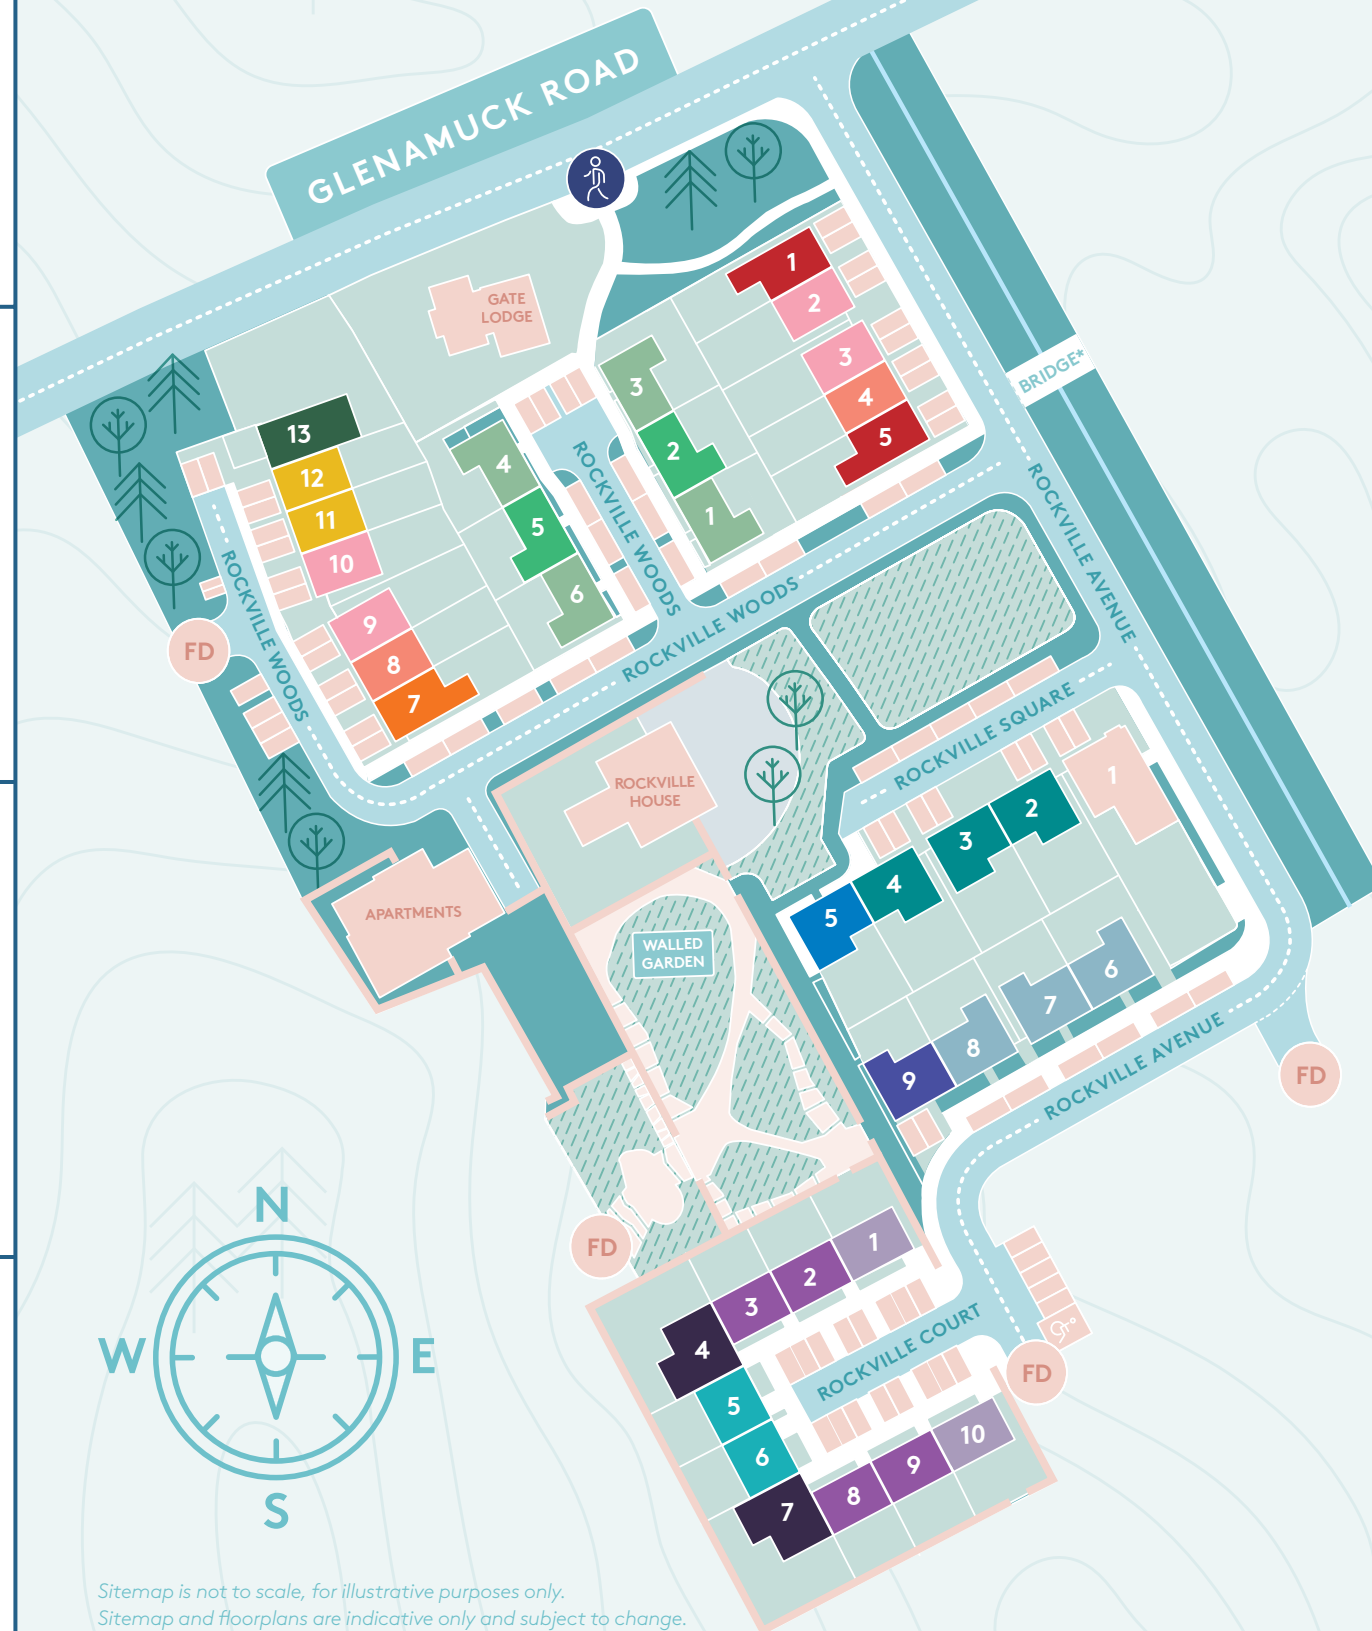 GLENAMUCK ROAD
GATE
LODGE
1
2
3
4
5
BRIDGE*
3
2
1
4
5
6
13
12
11
10
9
8
7
ROCKVILLE WOODS
ROCKVILLE WOODS
ROCKVILLE WOODS
ROCKVILLE AVENUE
FD
ROCKVILLE SQUARE
ROCKVILLE
HOUSE
APARTMENTS
WALLED
GARDEN
1
2
3
4
5
6
7
8
9
ROCKVILLE AVENUE
FD
FD
1
2
3
4
5
6
7
8
9
10
ROCKVILLE COURT
FD
N
W
E
S
Sitemap is not to scale, for illustrative purposes only.
Sitemap and floorplans are indicative only and subject to change.